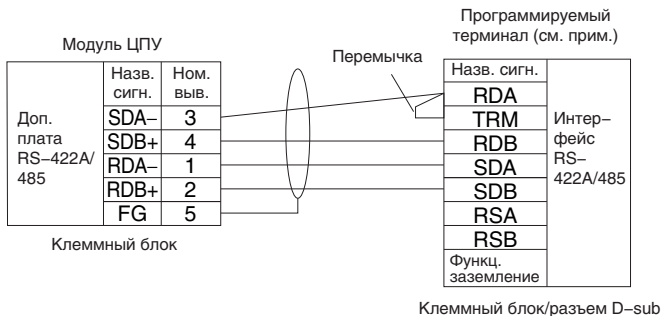 Программируемый
терминал (см. прим.)
Модуль ЦПУ
Перемычка
Доп.
плата
RS–422A/
485
Назв.
сигн.
Ном.
выв.
SDA– 3
SDB+ 4
RDA– 1
RDB+ 2
FG 5
Клеммный блок
Назв. сигн.
RDA
TRM
RDB
SDA
SDB
RSA
RSB
Функц.
заземление
Интер–
фейс
RS–
422A/485
Клеммный блок/разъем D–sub